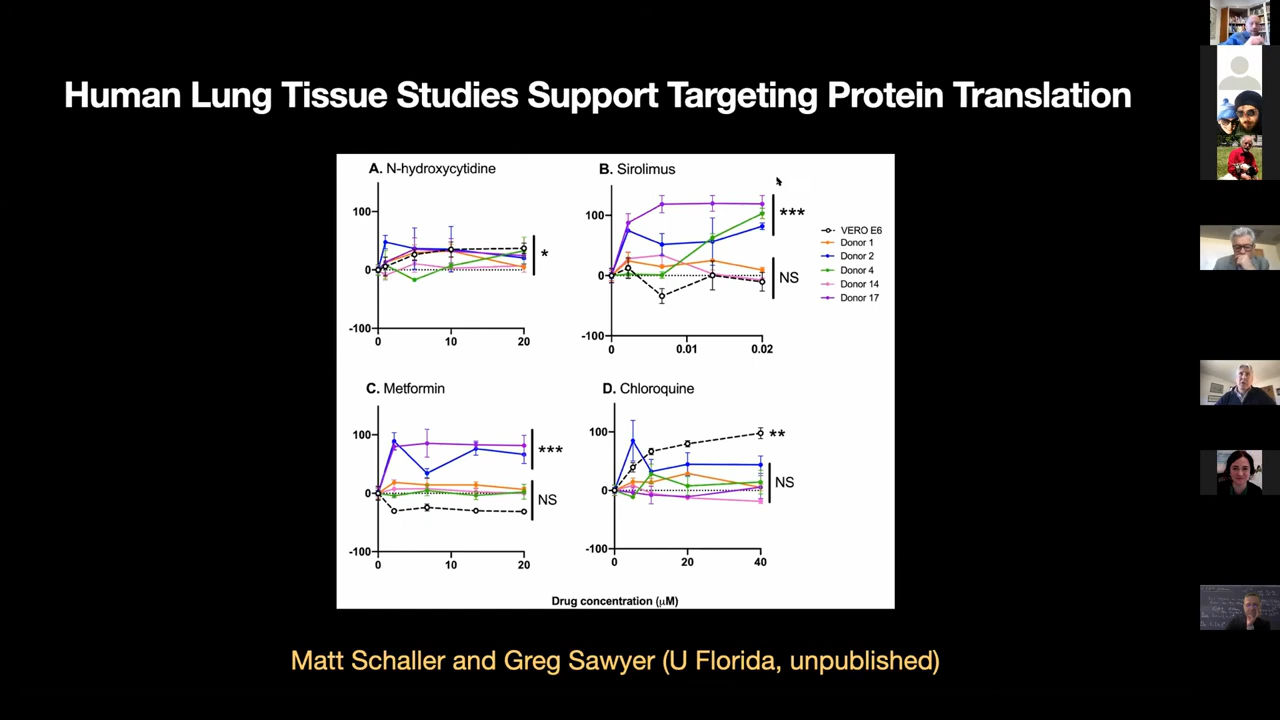 Human Lung Tissue Studies Support Targeting Protein Translation
A. N-hydroxycytidine
100
0
-100
0
10
20
*
B. Sirolimus
100
0
-100
0
0.01
0.02
***
NS
VERO E6
Donor 1
Donor 2
Donor 4
Donor 14
Donor 17
C. Metformin
100
0
-100
0
10
20
***
NS
D. Chloroquine
100
0
-100
0
20
40
**
NS
Drug concentration (μM)
Matt Schaller and Greg Sawyer (U Florida, unpublished)